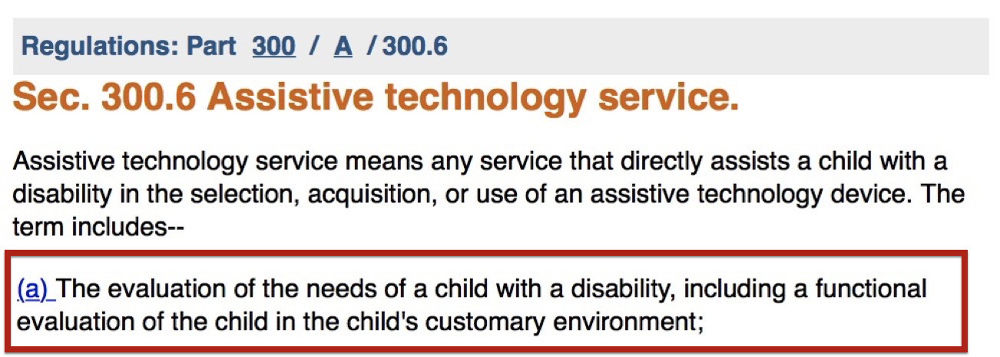 Regulations: Part 300 / A / 300.6
Sec. 300.6 Assistive technology service.
Assistive technology service means any service that directly assists a child with a
disability in the selection, acquisition, or use of an assistive technology device. The
term includes--
(a) The evaluation of the needs of a child with a disability, including a functional
evaluation of the child in the child's customary environment;